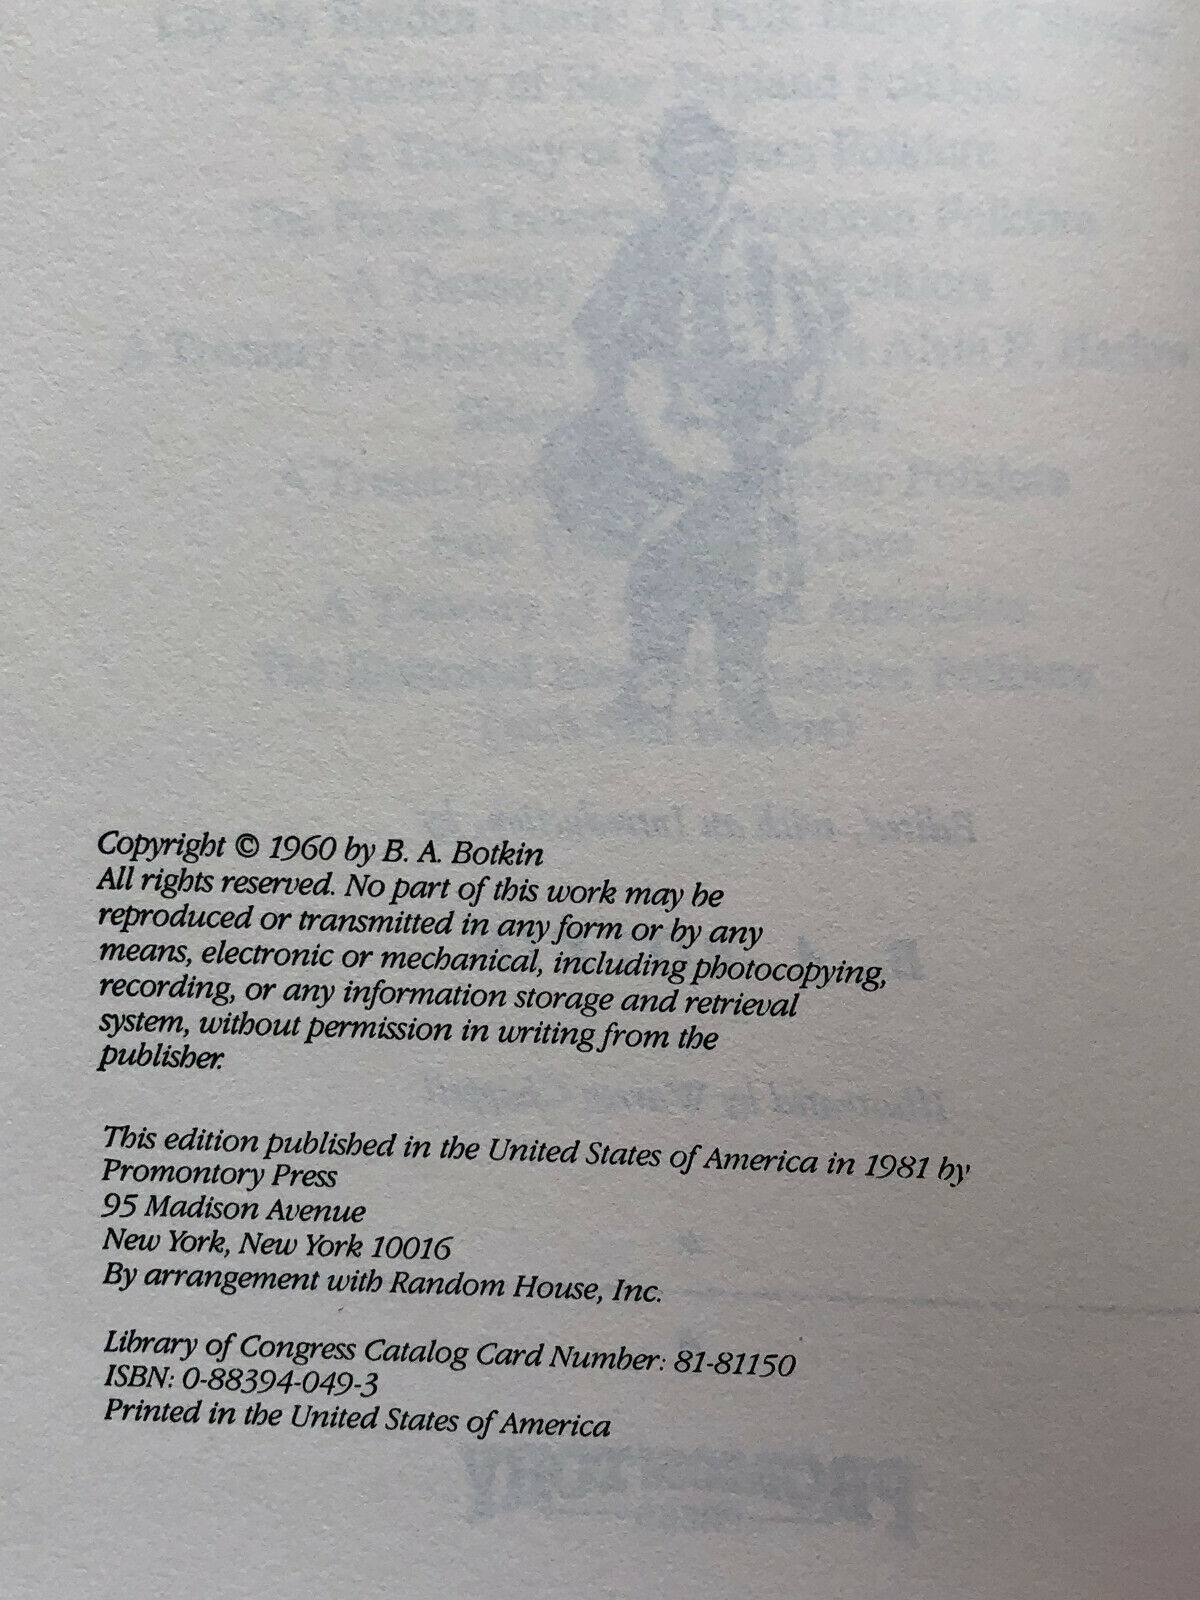 Copyright © 1960 by B. A. Botkin
All rights reserved. No part of this work may be
reproduced or transmitted in any form or by any
means, electronic or mechanical, including photocopying,
recording, or any information storage and retrieval
system, without permission in writing from the
publisher.
This edition published in the United States of America in 1981 by
Promontory Press
95 Madison Avenue
New York, New York 10016
By arrangement with Random House, Inc.
Library of Congress Catalog Card Number: 81-81150
ISBN: 0-88394-049-3
Printed in the United States of America